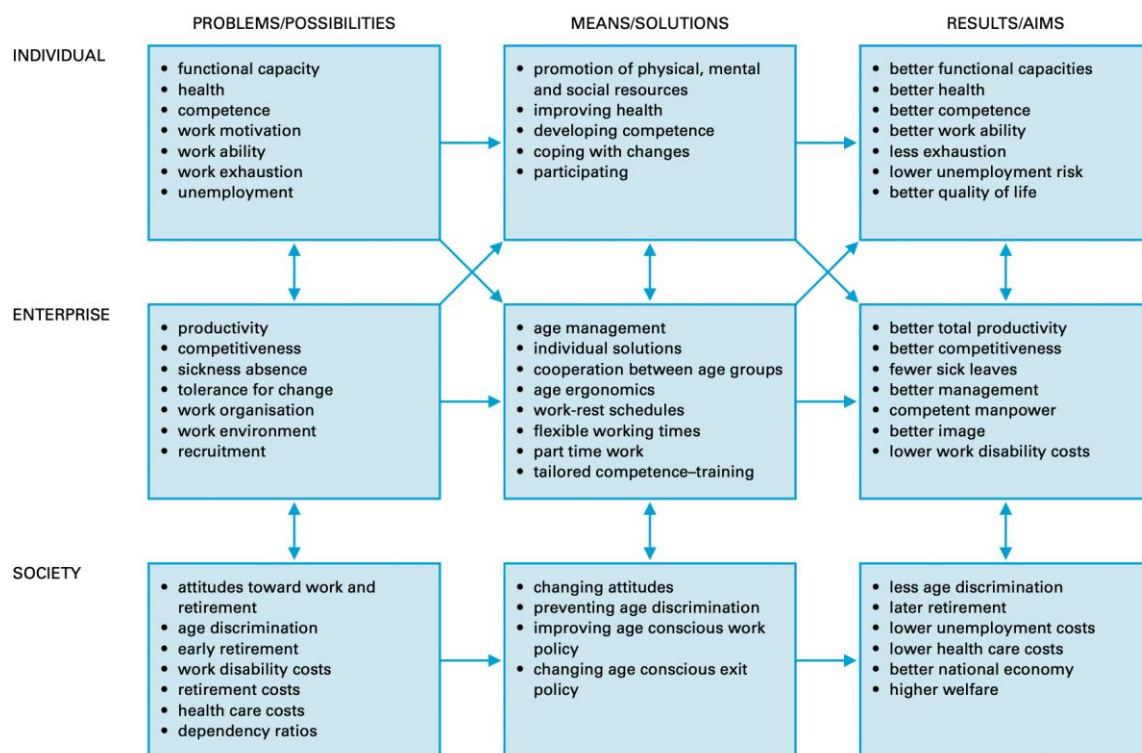 PROBLEMS/POSSIBILITIES
MEANS/SOLUTIONS
RESULTS/AIMS
INDIVIDUAL
• functional capacity
• health
• competence
• work motivation
• work ability
• work exhaustion
• unemployment
• promotion of physical, mental
and social resources
• improving health
• developing competence
• coping with changes
• participating
• better functional capacities
• better health
• better competence
• better work ability
• less exhaustion
• lower unemployment risk
• better quality of life
ENTERPRISE
• productivity
• competitiveness
• sickness absence
• tolerance for change
• work organisation
• work environment
• recruitment
• age management
• individual solutions
• cooperation between age groups
• age ergonomics
• work-rest schedules
• flexible working times
• part time work
• tailored competence–training
• better total productivity
• better competitiveness
• fewer sick leaves
• better management
• competent manpower
• better image
• lower work disability costs
SOCIETY
• attitudes toward work and
retirement
• age discrimination
• early retirement
• work disability costs
• retirement costs
• health care costs
• dependency ratios
• changing attitudes
• preventing age discrimination
• improving age conscious work
policy
• changing age conscious exit
policy
• less age discrimination
• later retirement
• lower unemployment costs
• lower health care costs
• better national economy
• higher welfare